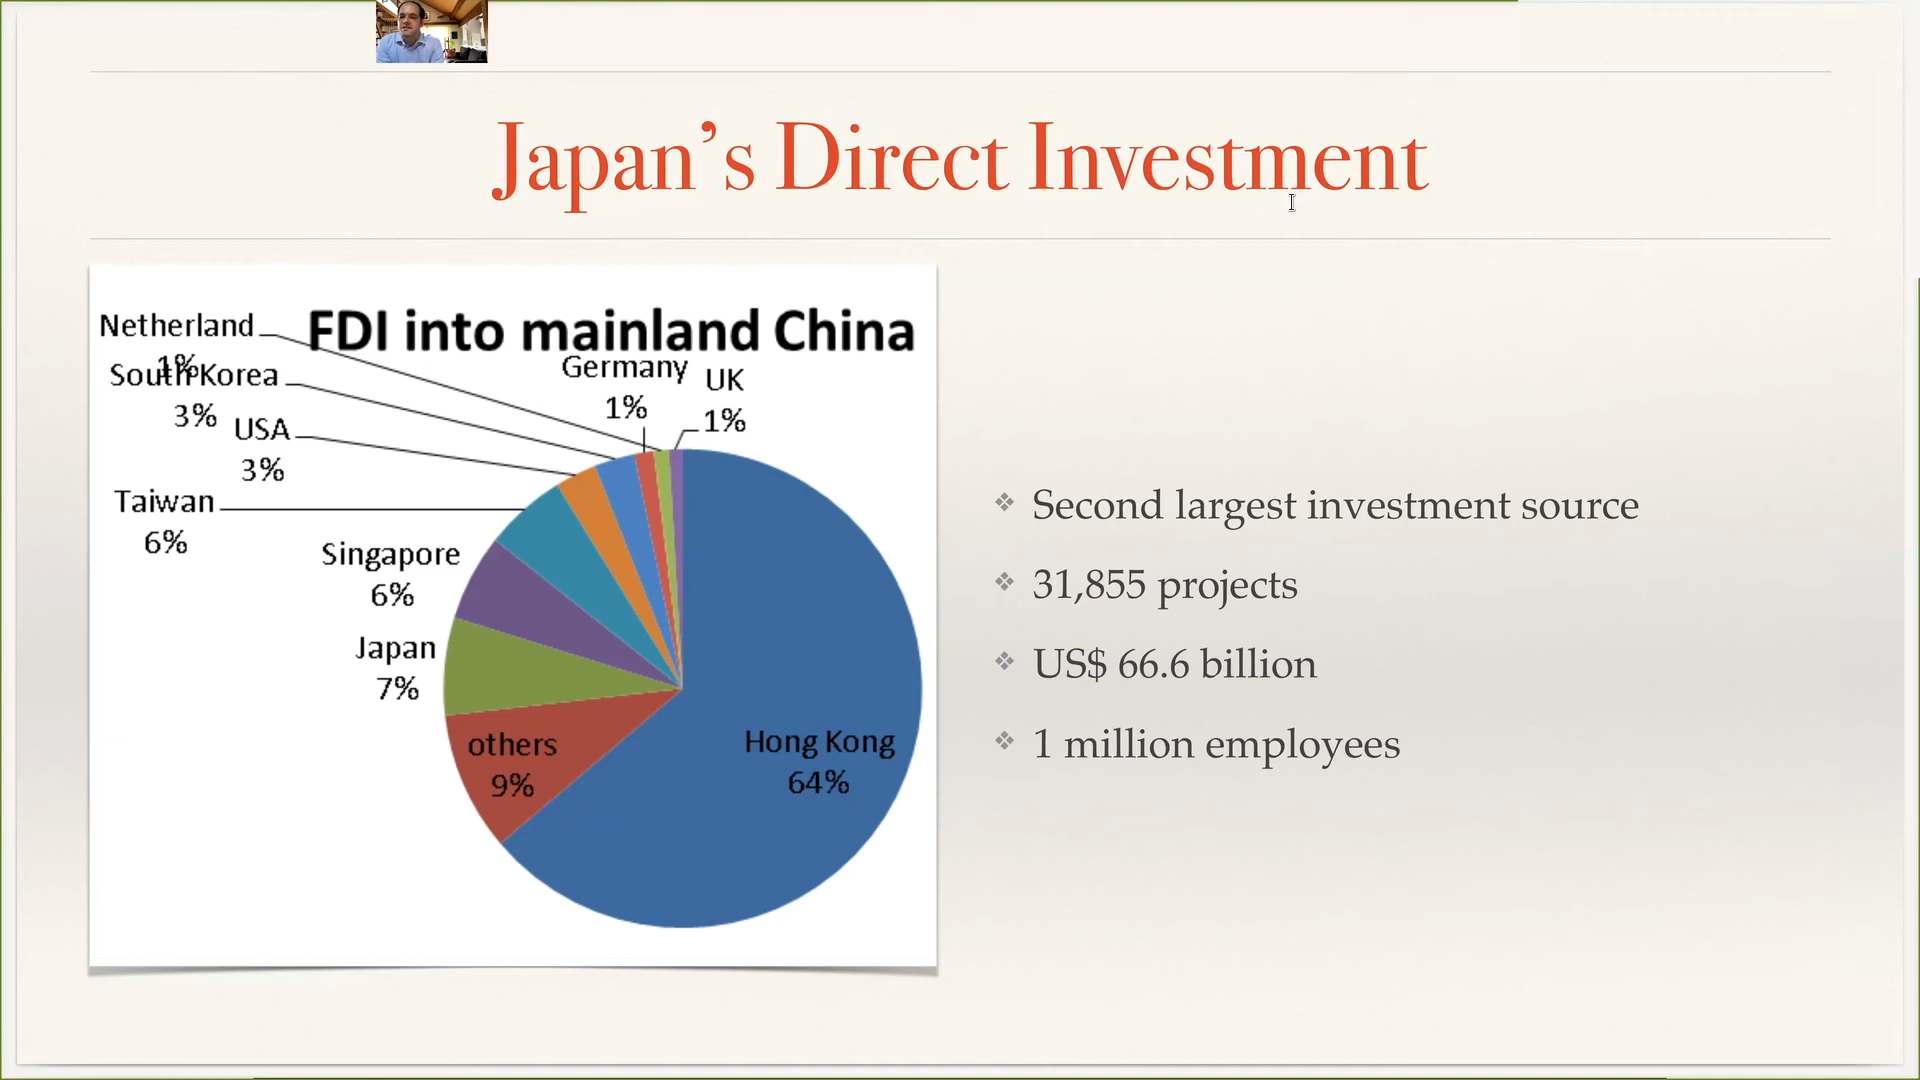 Japan’s Direct Investment
FDI into mainland China
Netherland
1%
South Korea
3%
USA
3%
Taiwan
6%
Singapore
6%
Japan
7%
others
9%
Germany
1%
UK
1%
Hong Kong
64%
❖ Second largest investment source
❖ 31,855 projects
❖ US$ 66.6 billion
❖ 1 million employees